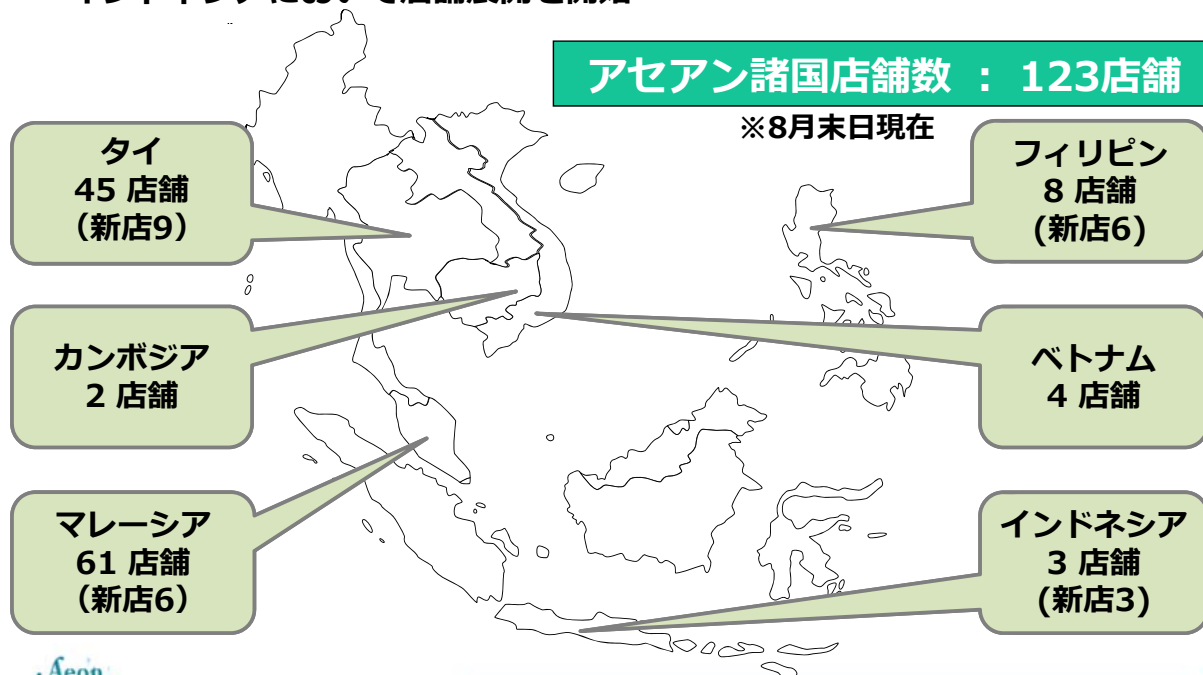 アセアン諸国店舗数 : 123店舗
※8月末日現在
タイ
45 店舗
（新店9）
フィリピン
8 店舗
(新店6)
カンボジア
2 店舗
ベトナム
4 店舗
マレーシア
61 店舗
（新店6）
インドネシア
3 店舗
(新店3)
Aeon